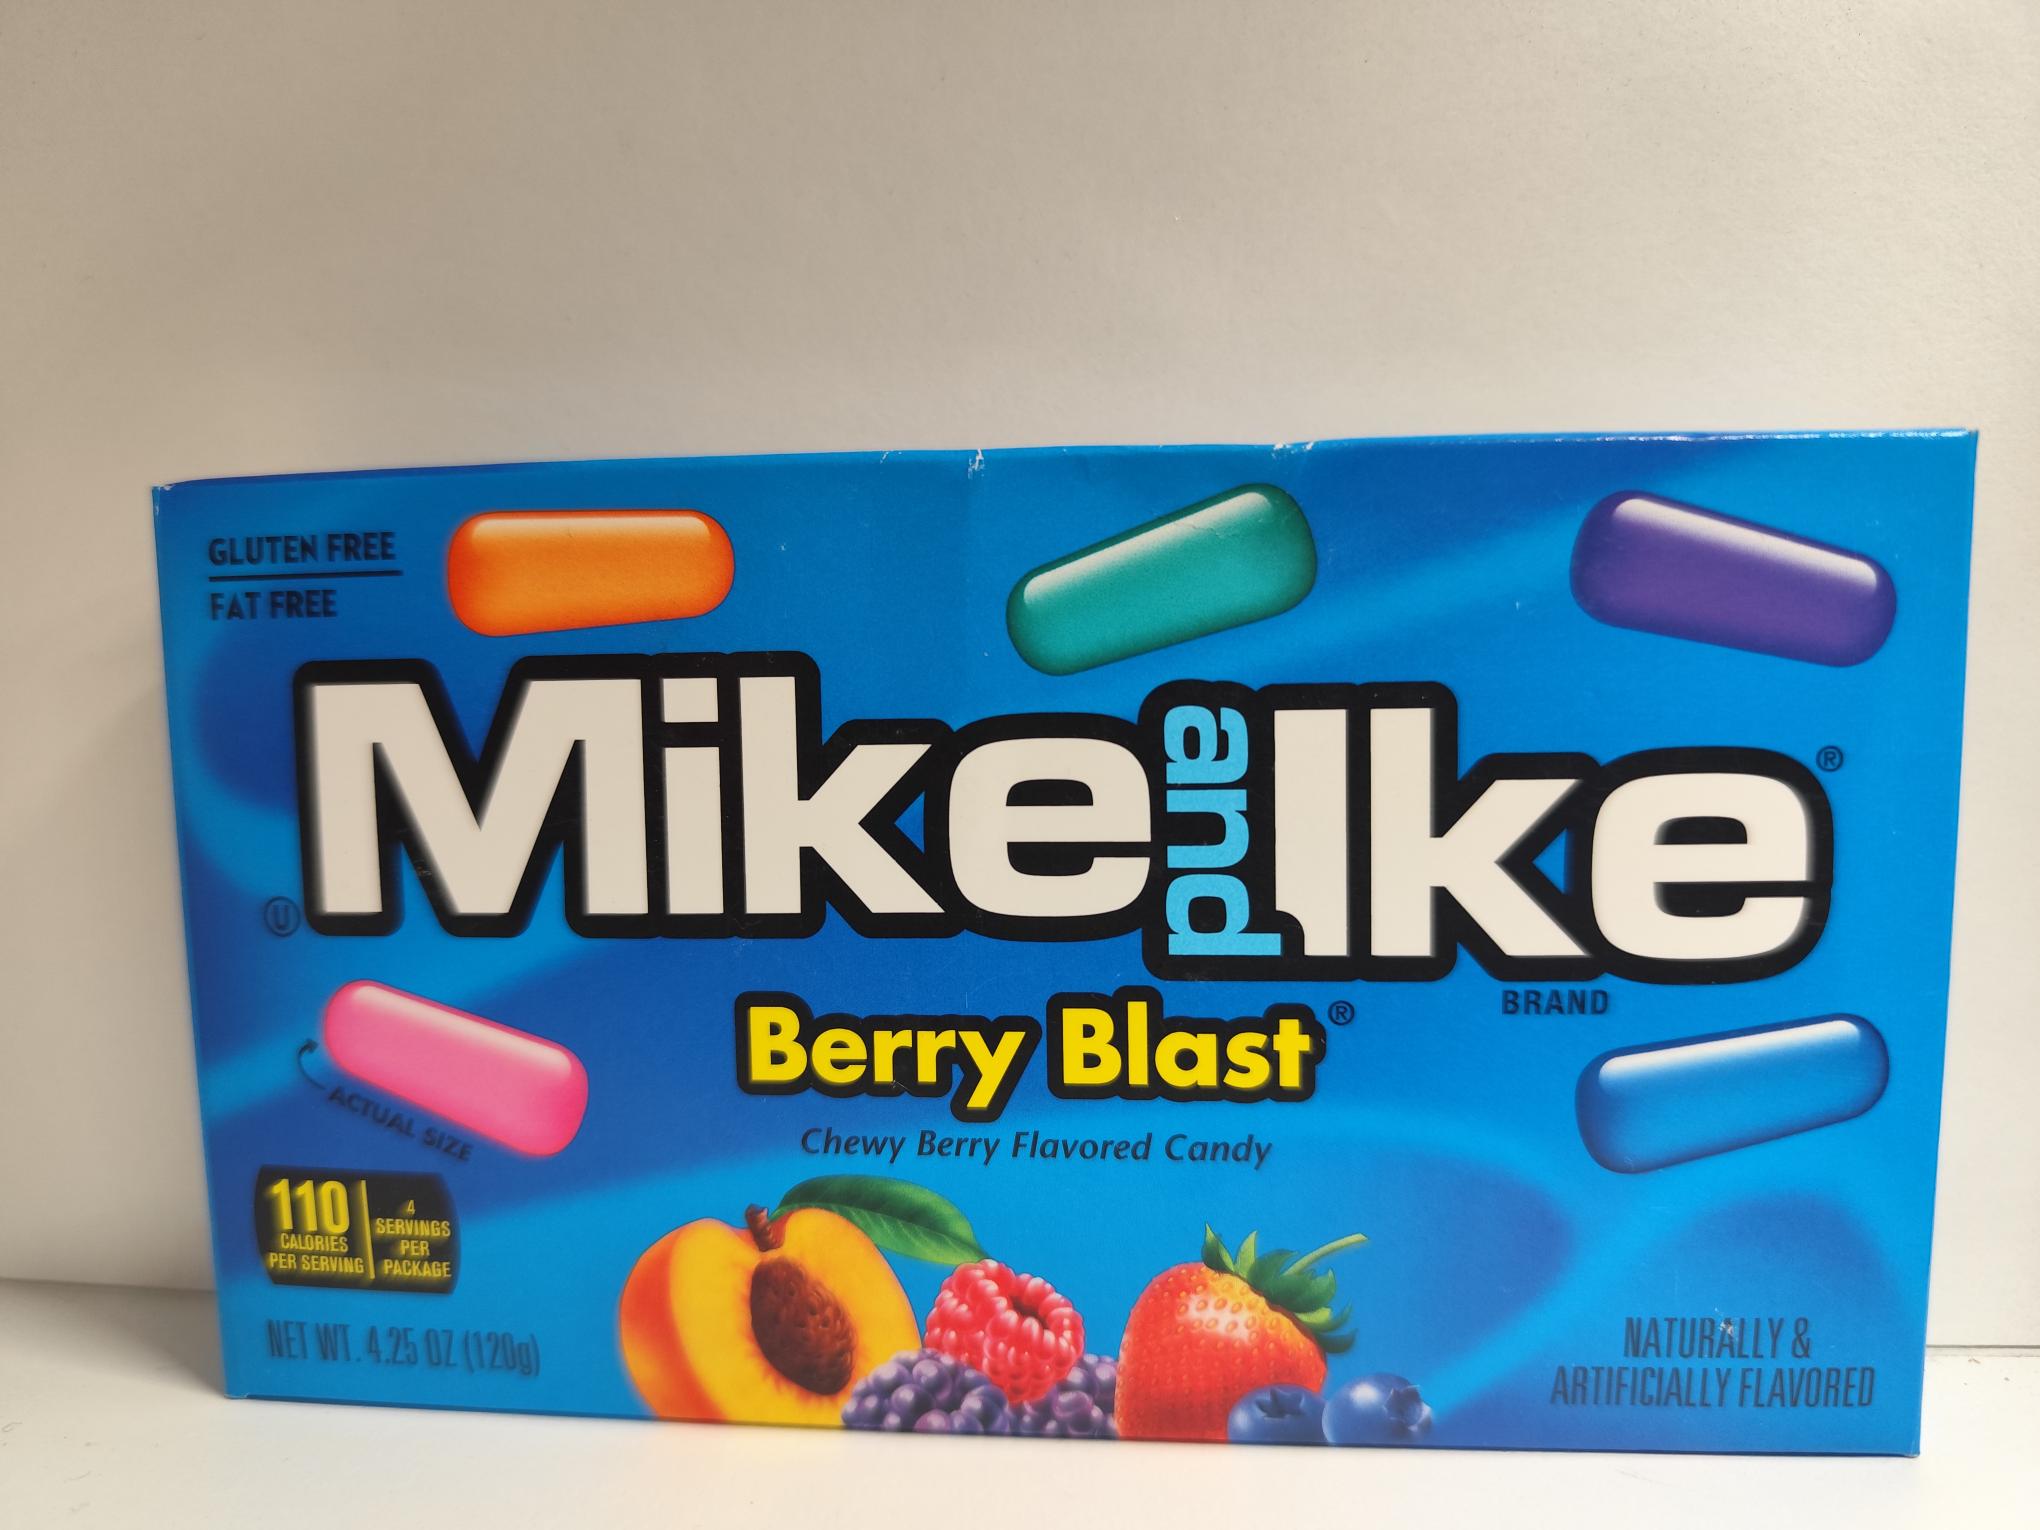 GLUTEN FREE
FAT FREE
Mike and Ike ®
Ⓤ
BRAND
Berry Blast ®
Chewy Berry Flavored Candy
ACTUAL SIZE
110
CALORIES
PER SERVING
4
SERVINGS
PER
PACKAGE
NET WT. 4.25 OZ (120g)
NATURALLY &
ARTIFICIALLY FLAVORED